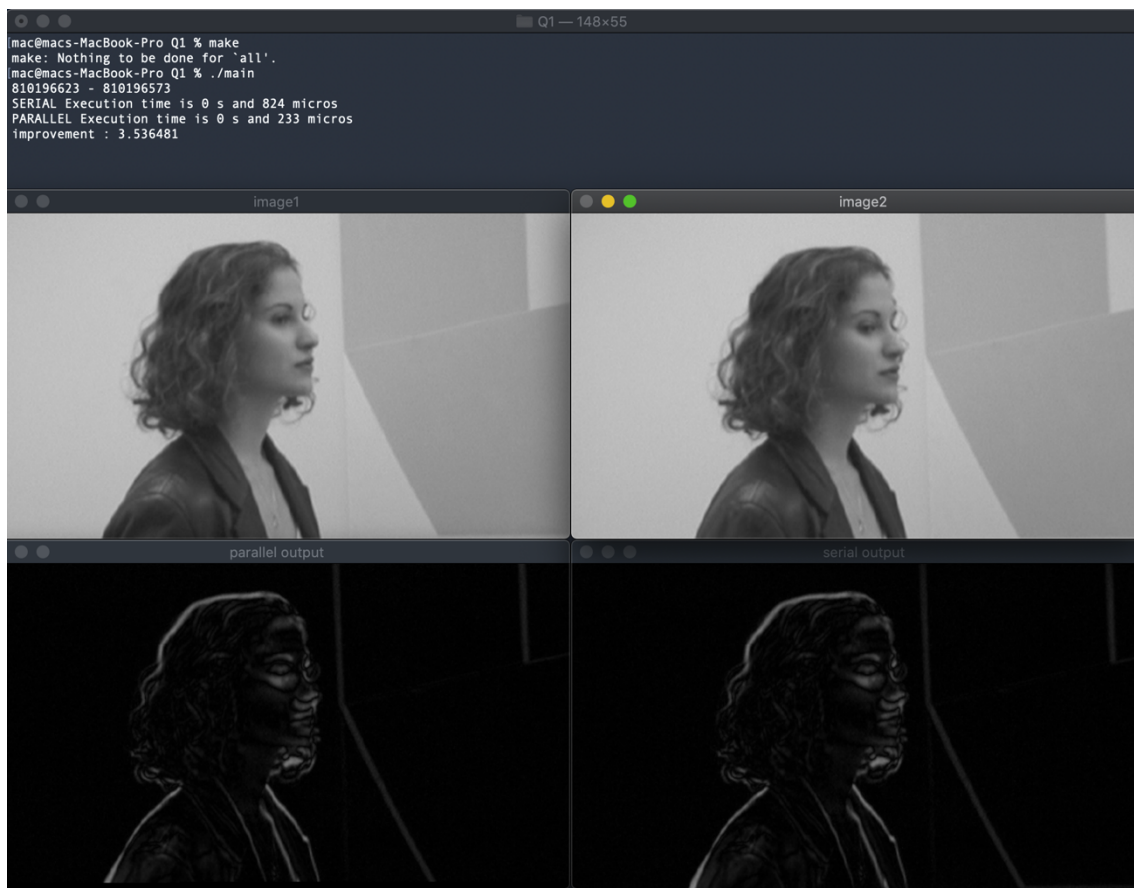 Q1 — 148×55
[mac@macs-MacBook-Pro Q1 % make
make: Nothing to be done for `all'.
[mac@macs-MacBook-Pro Q1 % ./main
810196623 - 810196573
SERIAL Execution time is 0 s and 824 micros
PARALLEL Execution time is 0 s and 233 micros
improvement : 3.536481
image1
image2
parallel output
serial output